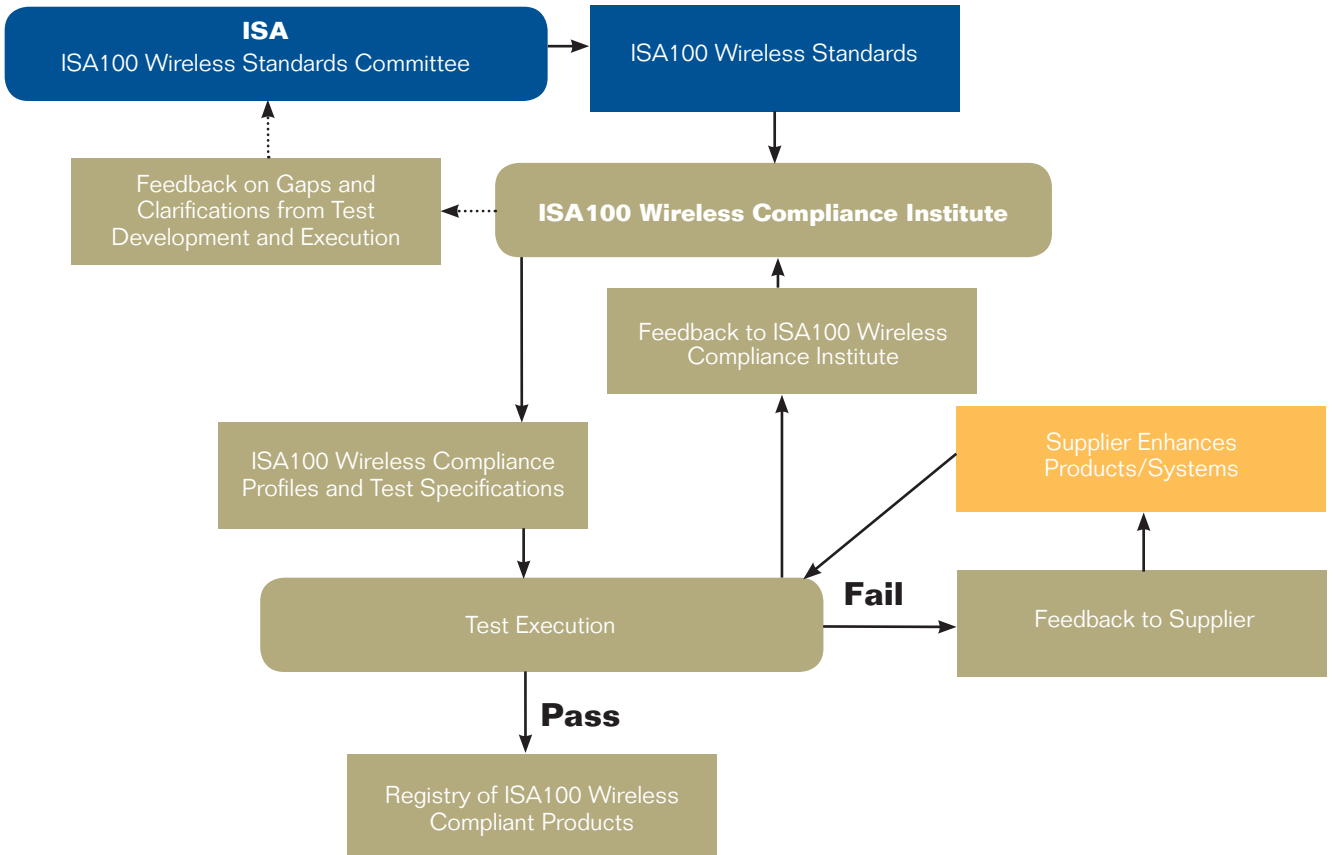 ISA
ISA100 Wireless Standards Committee
ISA100 Wireless Standards
Feedback on Gaps and
Clarifications from Test
Development and Execution
ISA100 Wireless Compliance Institute
Feedback to ISA100 Wireless
Compliance Institute
ISA100 Wireless Compliance
Profiles and Test Specifications
Supplier Enhances
Products/Systems
Test Execution
Fail
Feedback to Supplier
Pass
Registry of ISA100 Wireless
Compliant Products